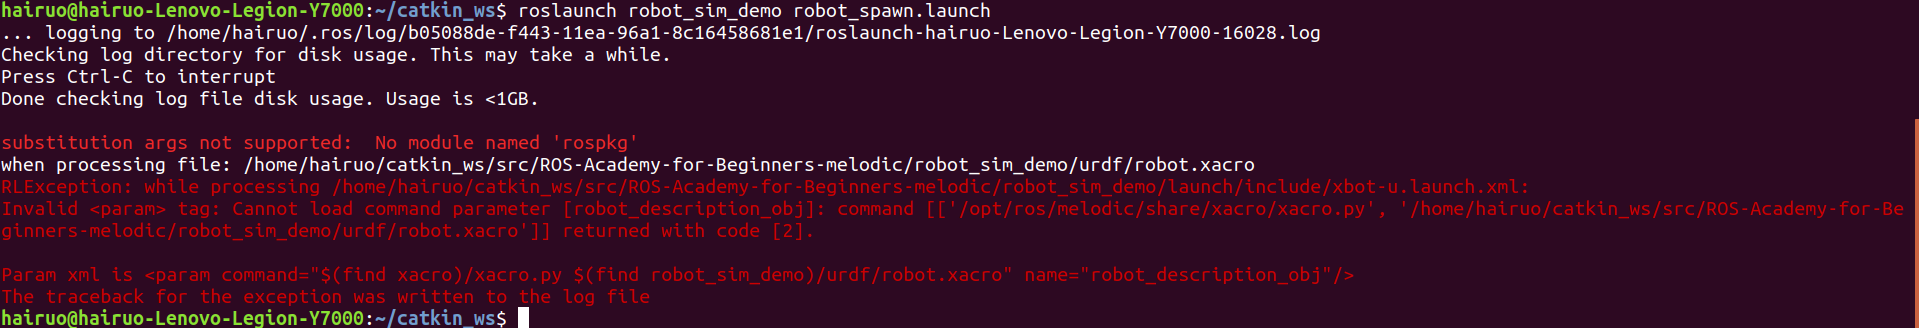 hairuo@hairuo-Lenovo-Legion-Y7000:~/catkin_ws$ roslaunch robot_sim_demo robot_spawn.launch
... logging to /home/hairuo/.ros/log/b05088de-f443-11ea-96a1-8c16458681e1/roslaunch-hairuo-Lenovo-Legion-Y7000-16028.log
Checking log directory for disk usage. This may take a while.
Press Ctrl-C to interrupt
Done checking log file disk usage. Usage is <1GB.
substitution args not supported:  No module named 'rospkg'
when processing file: /home/hairuo/catkin_ws/src/ROS-Academy-for-Beginners-melodic/robot_sim_demo/urdf/robot.xacro
RLException: while processing /home/hairuo/catkin_ws/src/ROS-Academy-for-Beginners-melodic/robot_sim_demo/launch/include/xbot-u.launch.xml:
Invalid <param> tag: Cannot load command parameter [robot_description_obj]: command [['/opt/ros/melodic/share/xacro/xacro.py', '/home/hairuo/catkin_ws/src/ROS-Academy-for-Be
ginners-melodic/robot_sim_demo/urdf/robot.xacro']] returned with code [2].
Param xml is <param command="$(find xacro)/xacro.py $(find robot_sim_demo)/urdf/robot.xacro" name="robot_description_obj"/>
The traceback for the exception was written to the log file
hairuo@hairuo-Lenovo-Legion-Y7000:~/catkin_ws$